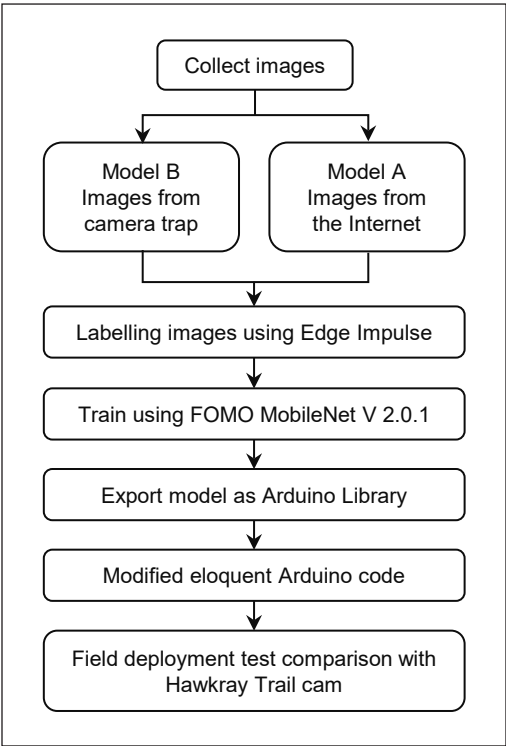 Collect images
Model B
Images from
camera trap
Model A
Images from
the Internet
Labelling images using Edge Impulse
Train using FOMO MobileNet V 2.0.1
Export model as Arduino Library
Modified eloquent Arduino code
Field deployment test comparison with
Hawkray Trail cam